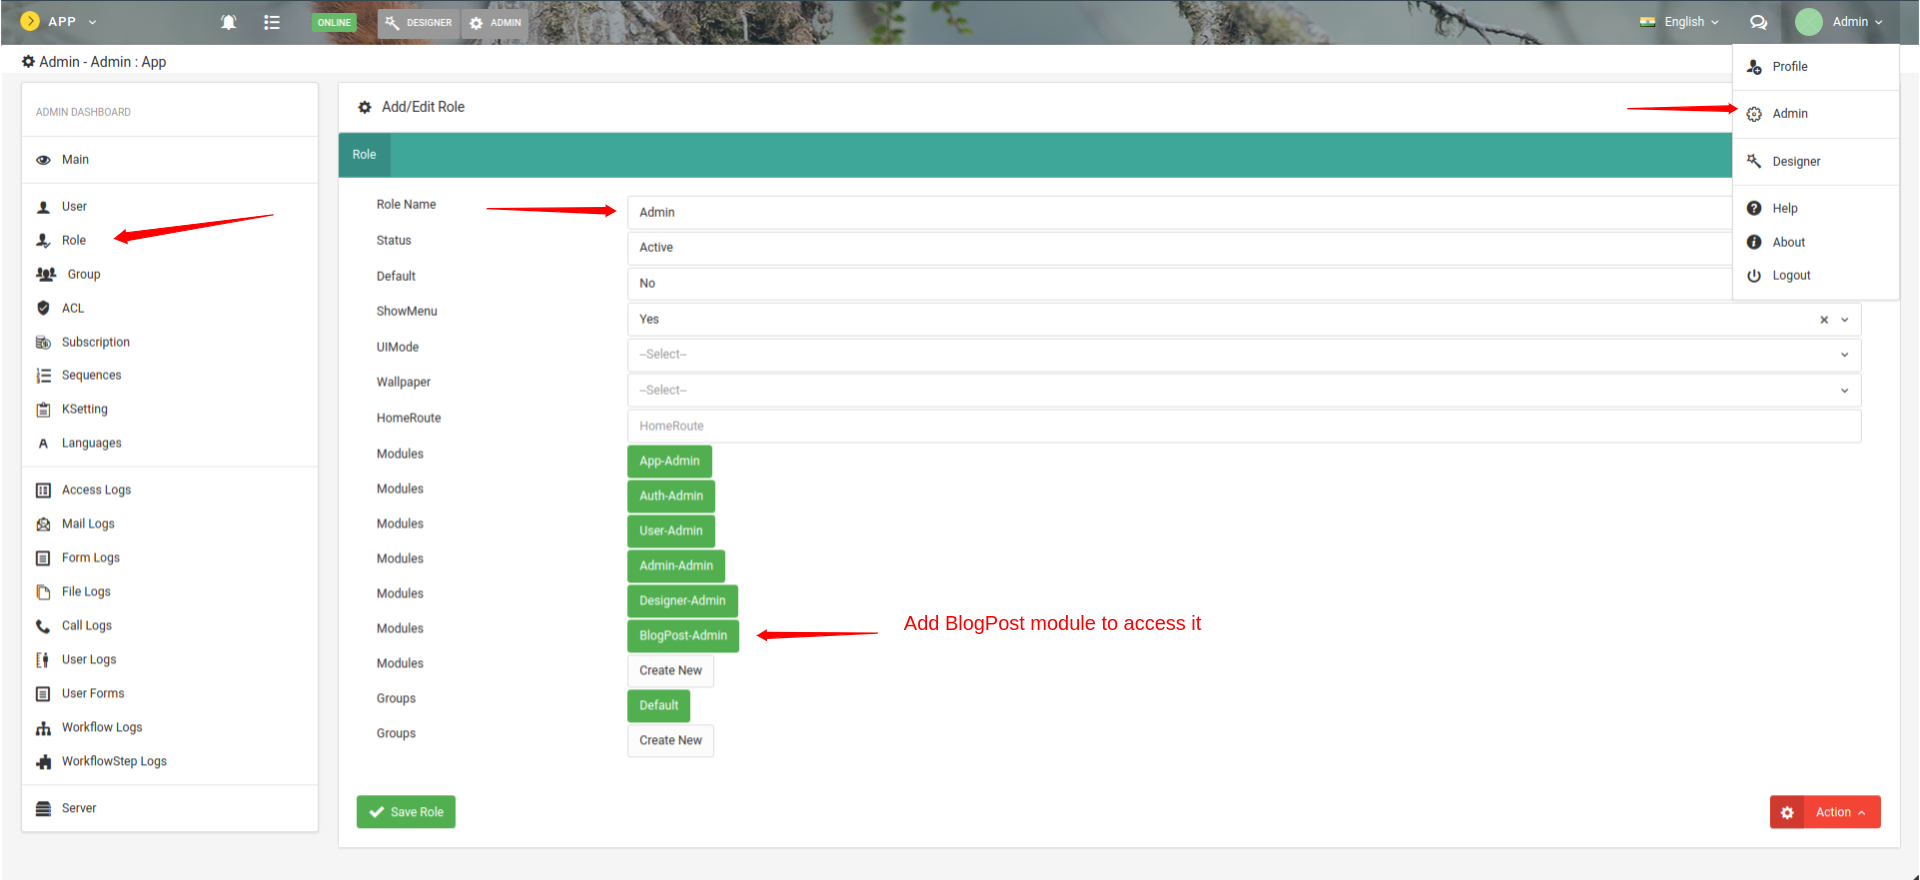 APP
ONLINE
DESIGNER
ADMIN
English
Admin
Admin - Admin : App
Profile
Admin
Designer
Help
About
Logout
ADMIN DASHBOARD
Main
User
Role
Group
ACL
Subscription
Sequences
KSetting
Languages
Access Logs
Mail Logs
Form Logs
File Logs
Call Logs
User Logs
User Forms
Workflow Logs
WorkflowStep Logs
Server
Add/Edit Role
Role
Role Name Admin
Status Active
Default No
ShowMenu Yes
UIMode --Select--
Wallpaper --Select--
HomeRoute HomeRoute
Modules App-Admin
Modules Auth-Admin
Modules User-Admin
Modules Admin-Admin
Modules Designer-Admin
Modules BlogPost-Admin
Add BlogPost module to access it
Modules Create New
Groups Default
Groups Create New
Save Role
Action